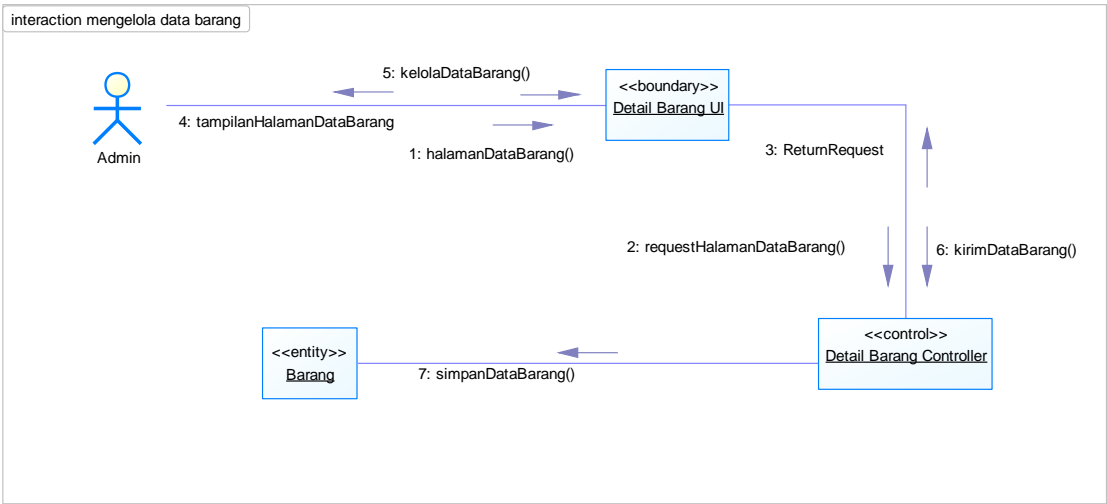 interaction mengelola data barang
5: kelolaDataBarang()
<<boundary>>
Detail Barang UI
4: tampilanHalamanDataBarang
Admin
1: halamanDataBarang()
3: ReturnRequest
2: requestHalamanDataBarang()
6: kirimDataBarang()
<<control>>
Detail Barang Controller
<<entity>>
Barang
7: simpanDataBarang()